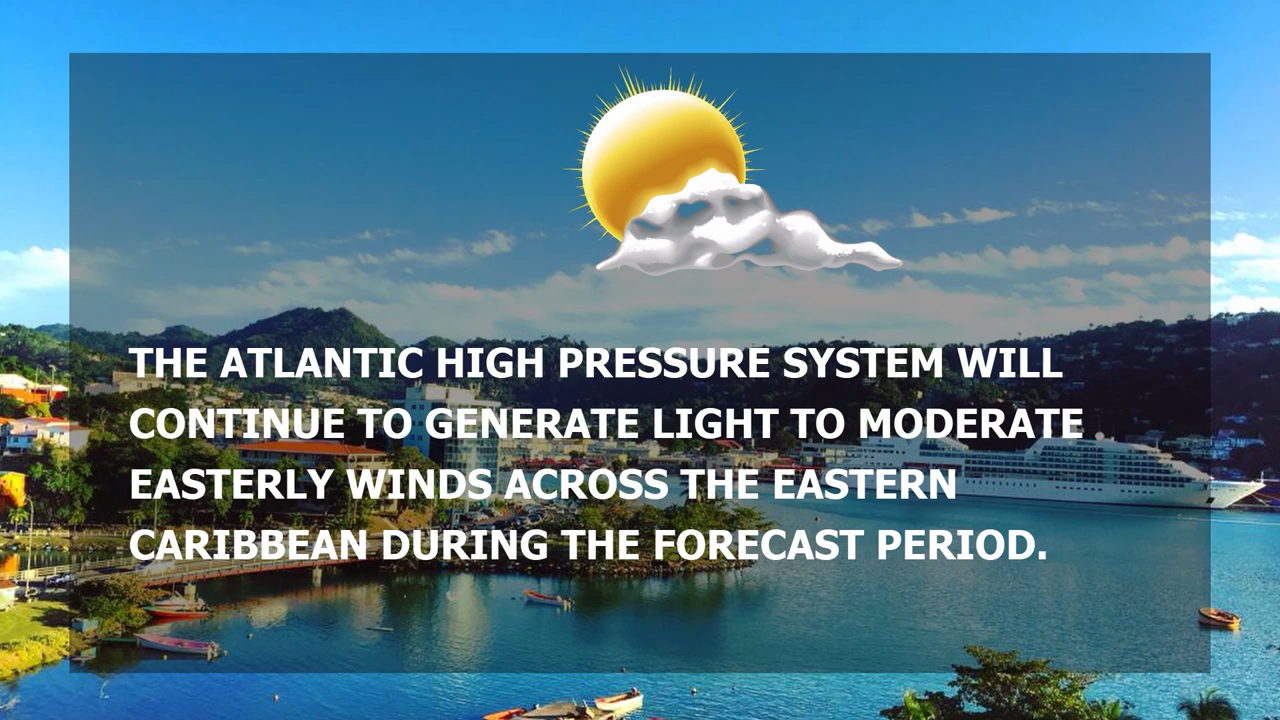 THE ATLANTIC HIGH PRESSURE SYSTEM WILL
CONTINUE TO GENERATE LIGHT TO MODERATE
EASTERLY WINDS ACROSS THE EASTERN
CARIBBEAN DURING THE FORECAST PERIOD.